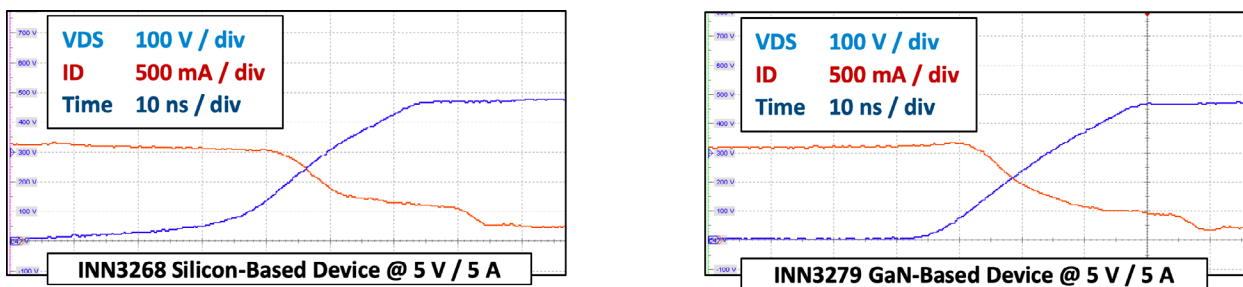 VDS 100 V / div
ID 500 mA / div
Time 10 ns / div
700 V
600 V
500 V
400 V
300 V
200 V
100 V
-100 V
INN3268 Silicon-Based Device @ 5 V / 5 A
VDS 100 V / div
ID 500 mA / div
Time 10 ns / div
700 V
600 V
500 V
400 V
300 V
200 V
100 V
-100 V
INN3279 GaN-Based Device @ 5 V / 5 A